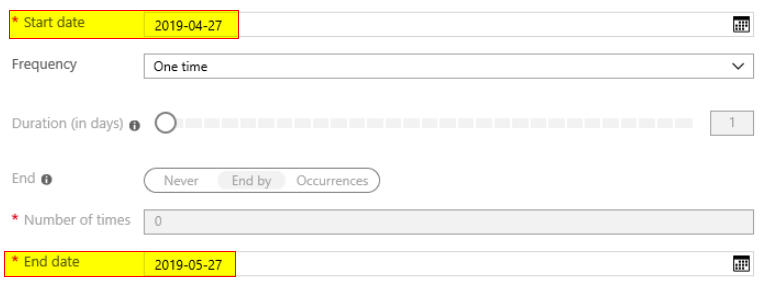 * Start date 2019-04-27
Frequency One time
Duration (in days) 1
End Never End by Occurrences
* Number of times 0
* End date 2019-05-27